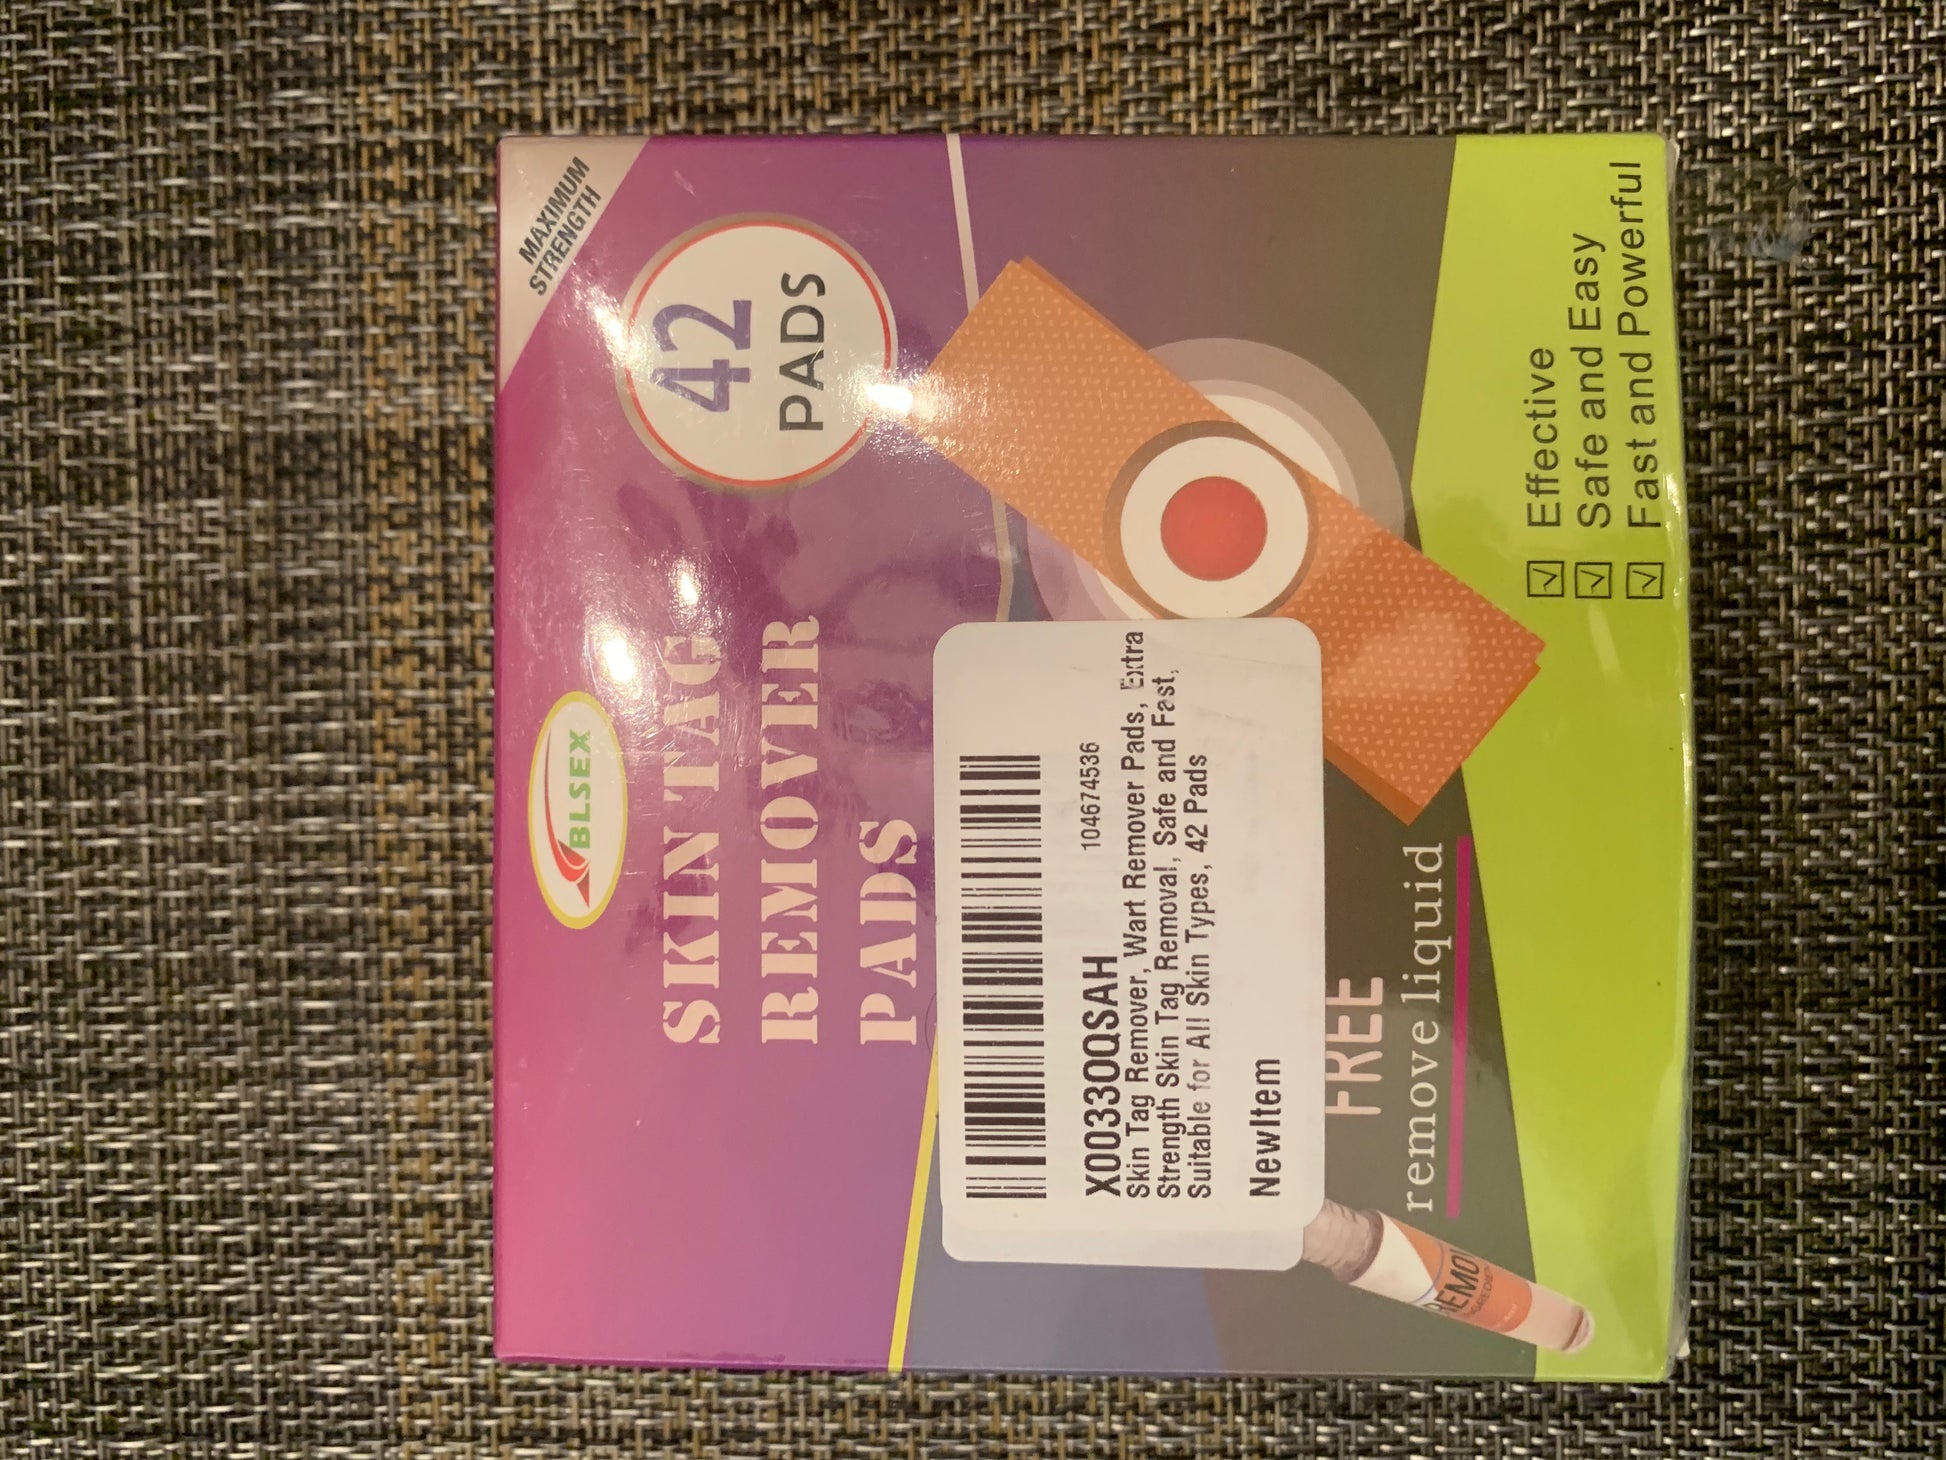 MAXIMUM
STRENGTH
BLSEX
SKIN TAG
REMOVER
PADS
42
PADS
104674536
X0033OQSAH
Skin Tag Remover, Wart Remover Pads, Extra
Strength Skin Tag Removal, Safe and Fast,
Suitable for All Skin Types, 42 Pads
NewItem
FREE
remove liquid
Effective
Safe and Easy
Fast and Powerful